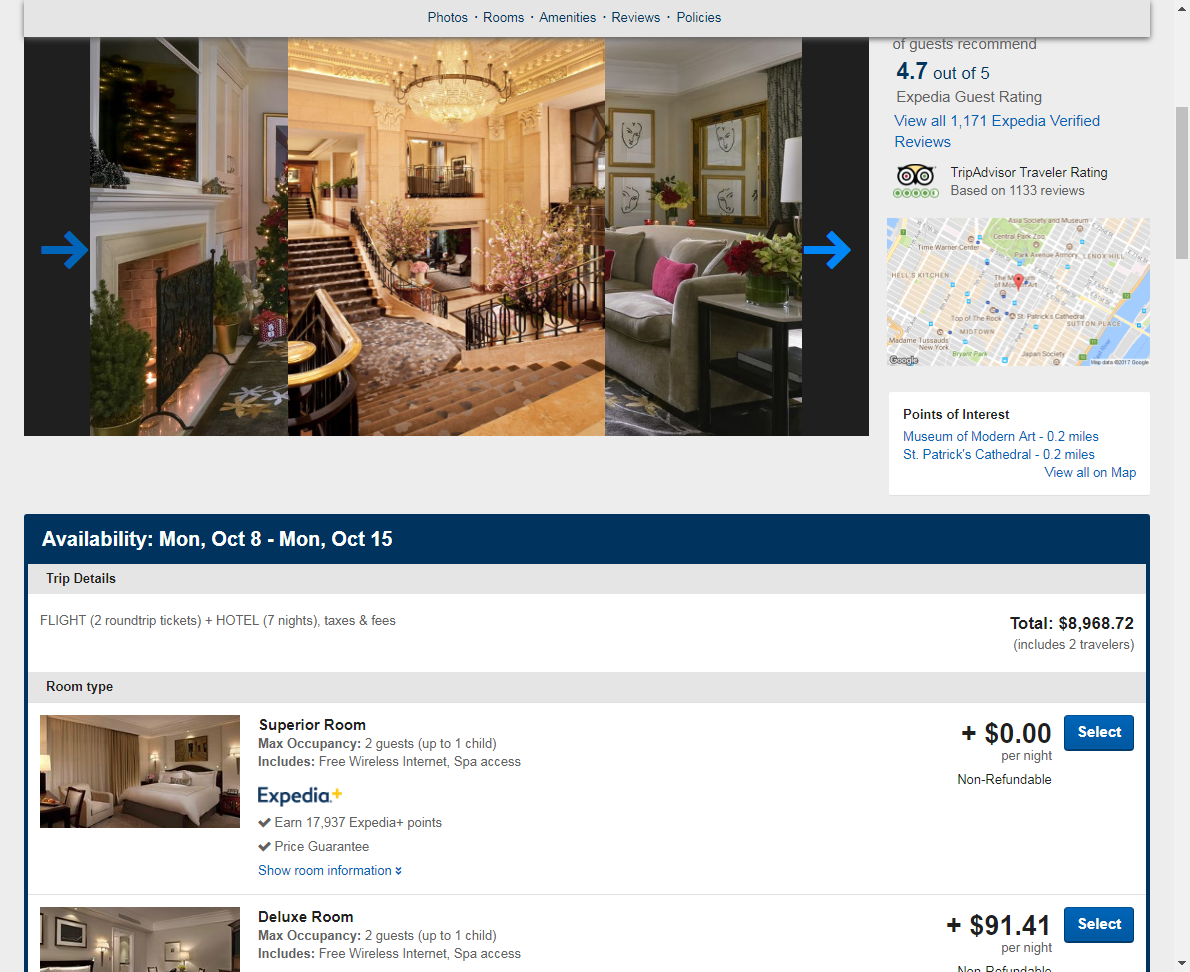 Photos · Rooms · Amenities · Reviews · Policies
of guests recommend
4.7 out of 5
Expedia Guest Rating
View all 1,171 Expedia Verified
Reviews
TripAdvisor Traveler Rating
Based on 1133 reviews
Asia Society and Museum
Central Park Zoo
Time Warner Center
Park Avenue Armory
LENOX HILL
HELL'S KITCHEN
The Museum
of Modern Art
Top of The Rock
St. Patrick's Cathedral
SUTTON PLACE
MIDTOWN
Madame Tussauds
New York
Bryant Park
Japan Society
Google
Map data ©2017 Google
Points of Interest
Museum of Modern Art - 0.2 miles
St. Patrick's Cathedral - 0.2 miles
View all on Map
Availability: Mon, Oct 8 - Mon, Oct 15
Trip Details
FLIGHT (2 roundtrip tickets) + HOTEL (7 nights), taxes & fees
Total: $8,968.72
(includes 2 travelers)
Room type
Superior Room
Max Occupancy: 2 guests (up to 1 child)
Includes: Free Wireless Internet, Spa access
+ $0.00
per night
Non-Refundable
Select
Expedia+
Earn 17,937 Expedia+ points
Price Guarantee
Show room information
Deluxe Room
Max Occupancy: 2 guests (up to 1 child)
Includes: Free Wireless Internet, Spa access
+ $91.41
per night
Non-Refundable
Select